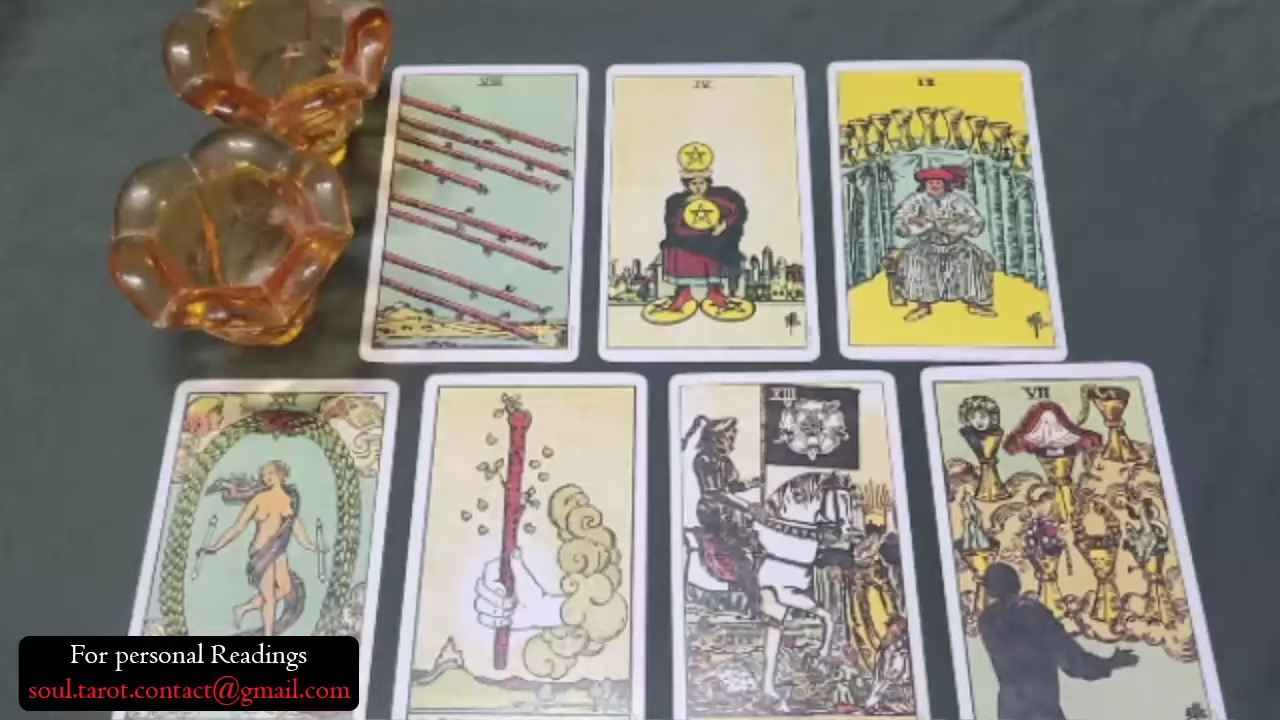 VIII
IV
IX
XXI
XIII
VII
For personal Readings
soul.tarot.contact@gmail.com